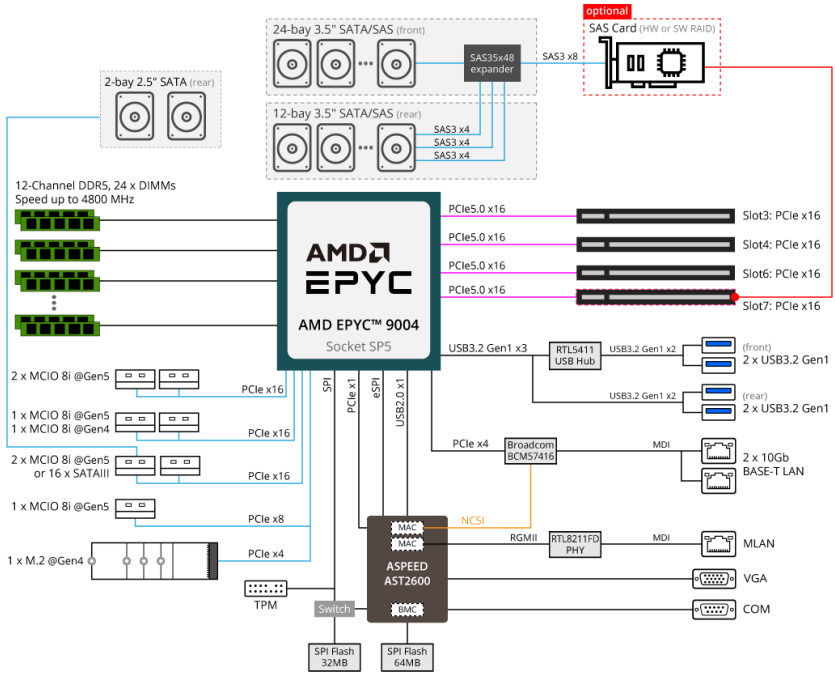 optional
24-bay 3.5" SATA/SAS (front)
SAS Card (HW or SW RAID)
SAS35x48
expander
SAS3 x8
2-bay 2.5" SATA (rear)
12-bay 3.5" SATA/SAS (rear)
SAS3 x4
SAS3 x4
SAS3 x4
12-Channel DDR5, 24 x DIMMs
Speed up to 4800 MHz
AMD
EPYC
AMD EPYC™ 9004
Socket SP5
PCIe5.0 x16
Slot3: PCIe x16
PCIe5.0 x16
Slot4: PCIe x16
PCIe5.0 x16
Slot6: PCIe x16
PCIe5.0 x16
Slot7: PCIe x16
USB3.2 Gen1 x3
RTL5411
USB Hub
USB3.2 Gen1 x2
(front)
2 x USB3.2 Gen1
USB3.2 Gen1 x2
(rear)
2 x USB3.2 Gen1
2 x MCIO 8i @Gen5
PCIe x16
1 x MCIO 8i @Gen5
1 x MCIO 8i @Gen4
PCIe x16
2 x MCIO 8i @Gen5
or 16 x SATAIII
PCIe x16
1 x MCIO 8i @Gen5
PCIe x8
1 x M.2 @Gen4
PCIe x4
SPI
PCIe x1
eSPI
USB2.0 x1
PCIe x4
Broadcom
BCM57416
MDI
2 x 10Gb
BASE-T LAN
NCSI
MAC
MAC
RGMII
RTL8211FD
PHY
MDI
MLAN
ASPEED
AST2600
VGA
TPM
Switch
BMC
COM
SPI Flash
32MB
SPI Flash
64MB